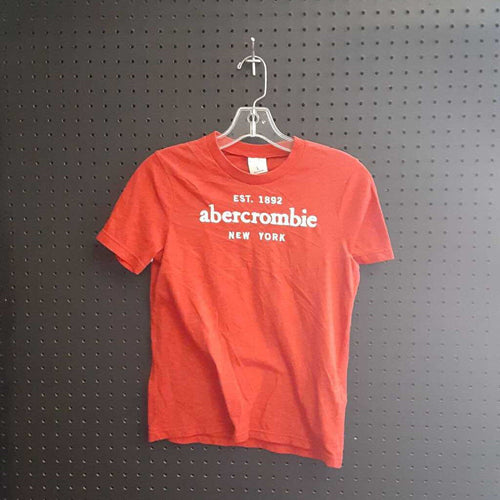 EST. 1892
abercrombie
NEW YORK